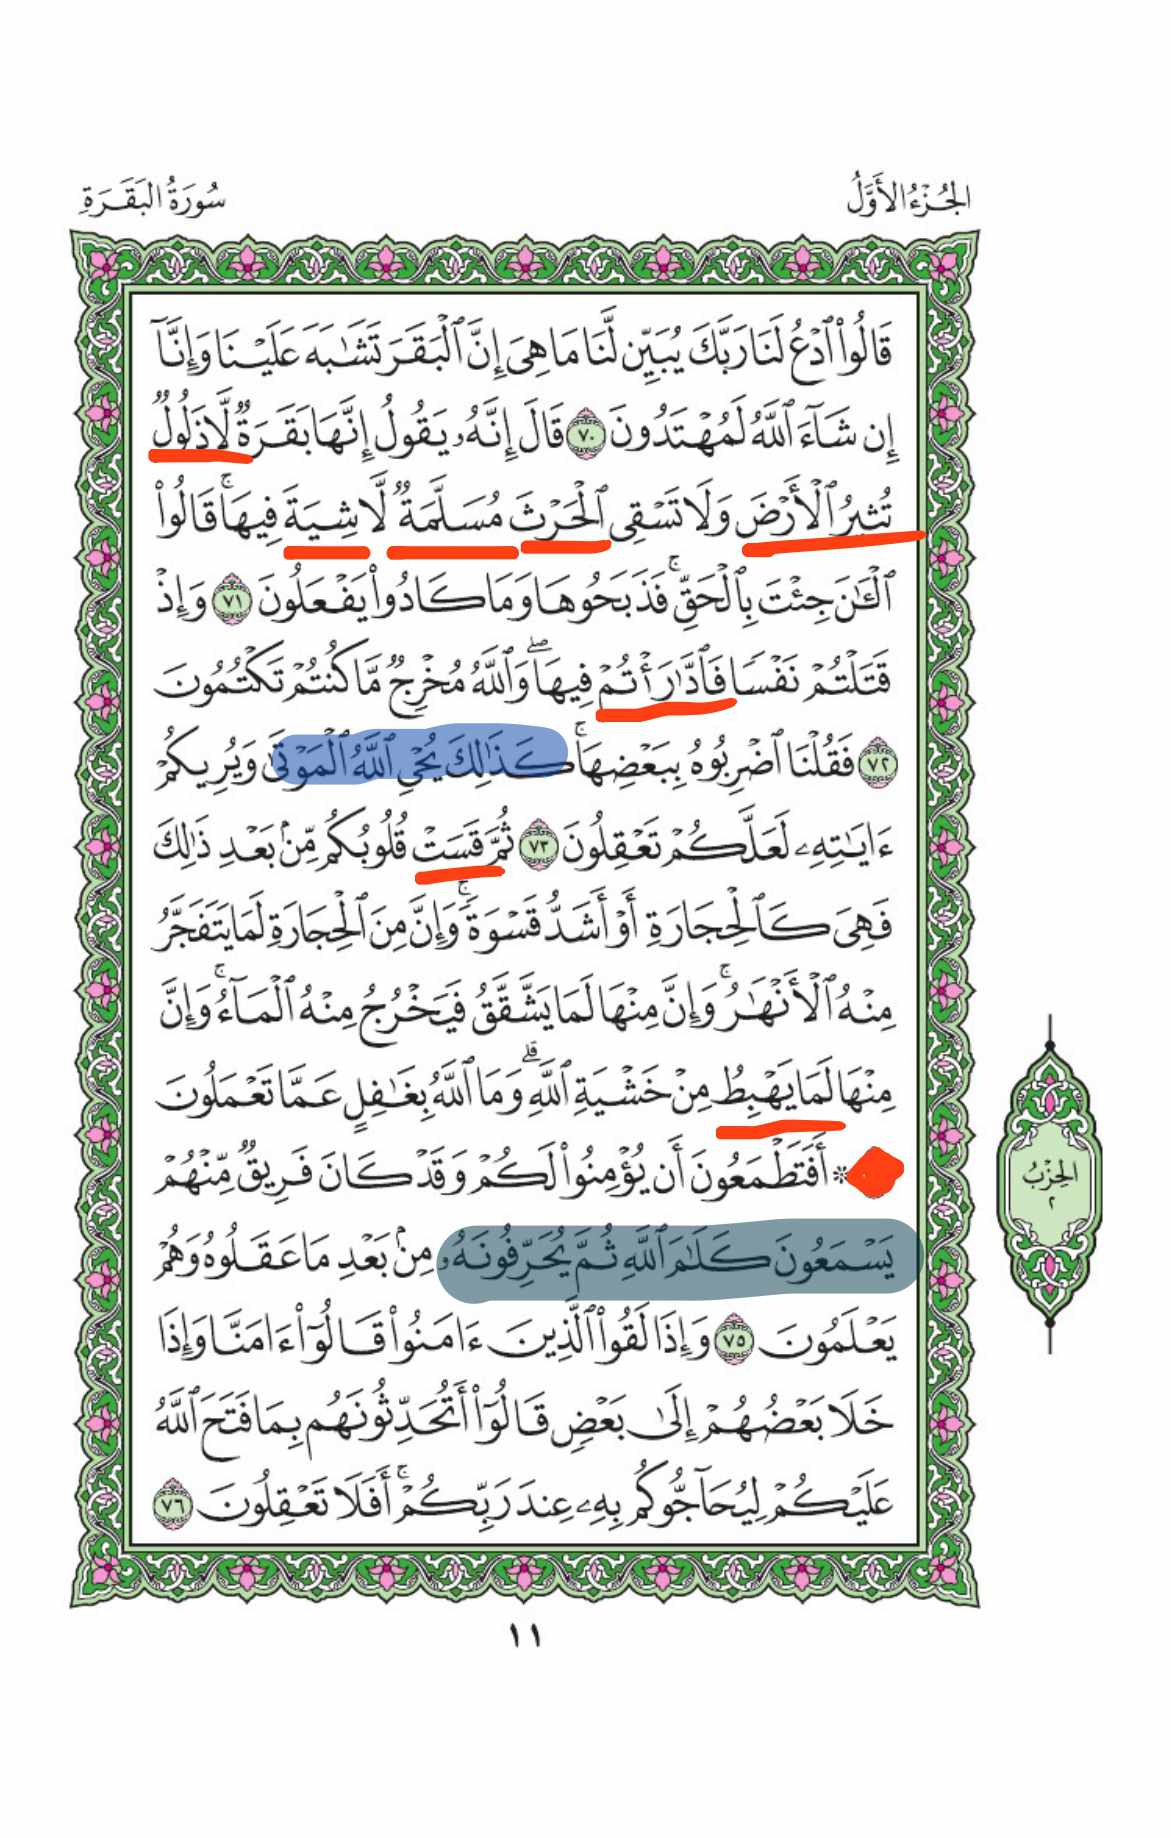 الجُزْءُ الأَوَّلُ
سُورَةُ البَقَرَةِ
قَالُواْ ٱدۡعُ لَنَا رَبَّكَ يُبَيِّن لَّنَا مَا هِيَ إِنَّ ٱلۡبَقَرَ تَشَٰبَهَ عَلَيۡنَا وَإِنَّآ
إِن شَآءَ ٱللَّهُ لَمُهۡتَدُونَ ٧٠ قَالَ إِنَّهُۥ يَقُولُ إِنَّهَا بَقَرَةٞ لَّا ذَلُولٞ
تُثِيرُ ٱلۡأَرۡضَ وَلَا تَسۡقِي ٱلۡحَرۡثَ مُسَلَّمَةٞ لَّا شِيَةَ فِيهَاۚ قَالُواْ
ٱلۡـَٰٔنَ جِئۡتَ بِٱلۡحَقِّۚ فَذَبَحُوهَا وَمَا كَادُواْ يَفۡعَلُونَ ٧١ وَإِذۡ
قَتَلۡتُمۡ نَفۡسٗا فَٱدَّٰرَٰٔتُمۡ فِيهَاۖ وَٱللَّهُ مُخۡرِجٞ مَّا كُنتُمۡ تَكۡتُمُونَ
٧٢ فَقُلۡنَا ٱضۡرِبُوهُ بِبَعۡضِهَاۚ كَذَٰلِكَ يُحۡيِ ٱللَّهُ ٱلۡمَوۡتَىٰ وَيُرِيكُمۡ
ءَايَٰتِهِۦ لَعَلَّكُمۡ تَعۡقِلُونَ ٧٣ ثُمَّ قَسَتۡ قُلُوبُكُم مِّنۢ بَعۡدِ ذَٰلِكَ
فَهِيَ كَٱلۡحِجَارَةِ أَوۡ أَشَدُّ قَسۡوَةٗۚ وَإِنَّ مِنَ ٱلۡحِجَارَةِ لَمَا يَتَفَجَّرُ
مِنۡهُ ٱلۡأَنۡهَٰرُۚ وَإِنَّ مِنۡهَا لَمَا يَشَّقَّقُ فَيَخۡرُجُ مِنۡهُ ٱلۡمَآءُۚ وَإِنَّ
مِنۡهَا لَمَا يَهۡبِطُ مِنۡ خَشۡيَةِ ٱللَّهِۗ وَمَا ٱللَّهُ بِغَٰفِلٍ عَمَّا تَعۡمَلُونَ
۞ أَفَتَطۡمَعُونَ أَن يُؤۡمِنُواْ لَكُمۡ وَقَدۡ كَانَ فَرِيقٞ مِّنۡهُمۡ
يَسۡمَعُونَ كَلَٰمَ ٱللَّهِ ثُمَّ يُحَرِّفُونَهُۥ مِنۢ بَعۡدِ مَا عَقَلُوهُ وَهُمۡ
يَعۡلَمُونَ ٧٥ وَإِذَا لَقُواْ ٱلَّذِينَ ءَامَنُواْ قَالُوٓاْ ءَامَنَّا وَإِذَا
خَلَا بَعۡضُهُمۡ إِلَىٰ بَعۡضٖ قَالُوٓاْ أَتُحَدِّثُونَهُم بِمَا فَتَحَ ٱللَّهُ
عَلَيۡكُمۡ لِيُحَآجُّوكُم بِهِۦ عِندَ رَبِّكُمۡۚ أَفَلَا تَعۡقِلُونَ ٧٦
الحِزْبُ
٢
١١